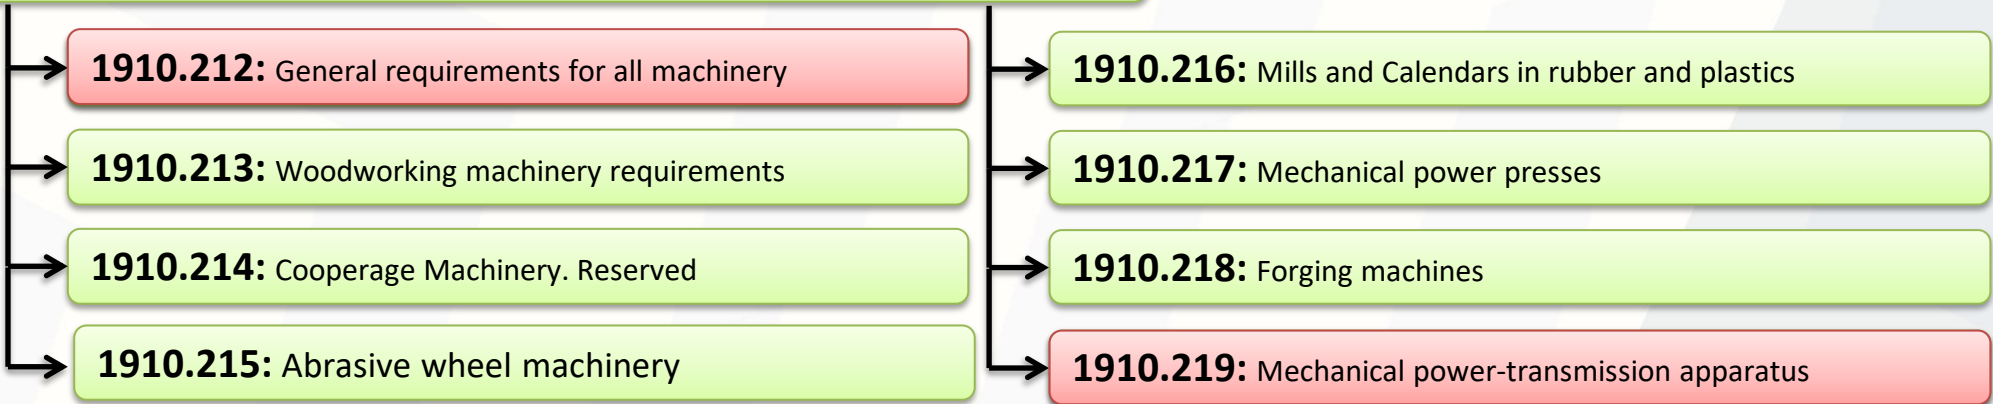 1910.212: General requirements for all machinery
1910.213: Woodworking machinery requirements
1910.214: Cooperage Machinery. Reserved
1910.215: Abrasive wheel machinery
1910.216: Mills and Calendars in rubber and plastics
1910.217: Mechanical power presses
1910.218: Forging machines
1910.219: Mechanical power-transmission apparatus